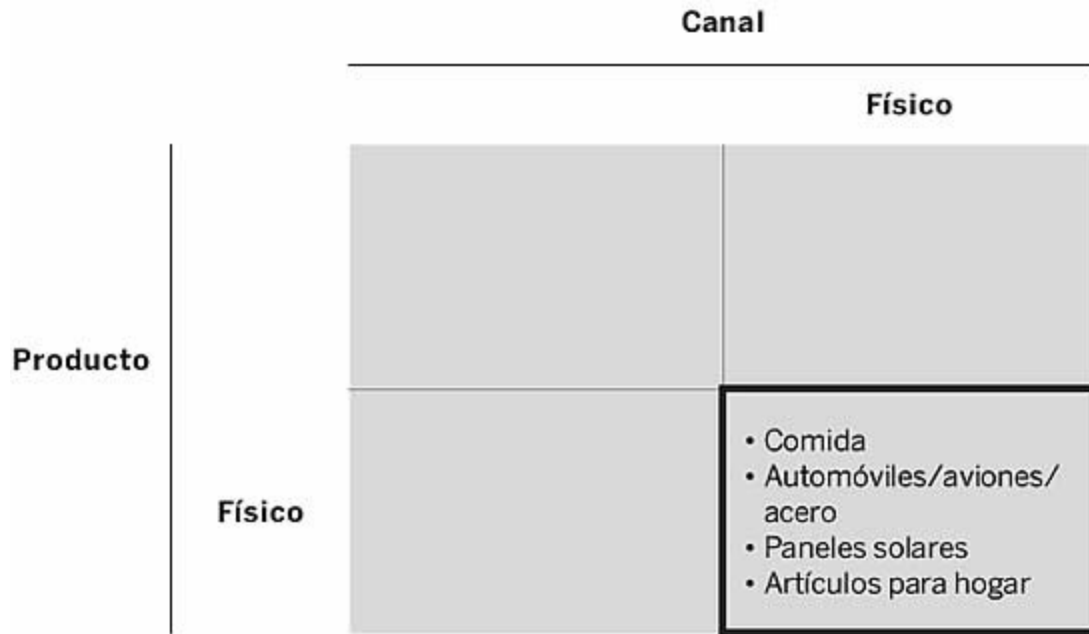 Canal
Físico
Producto
Físico
• Comida
• Automóviles/aviones/
acero
• Paneles solares
• Artículos para hogar